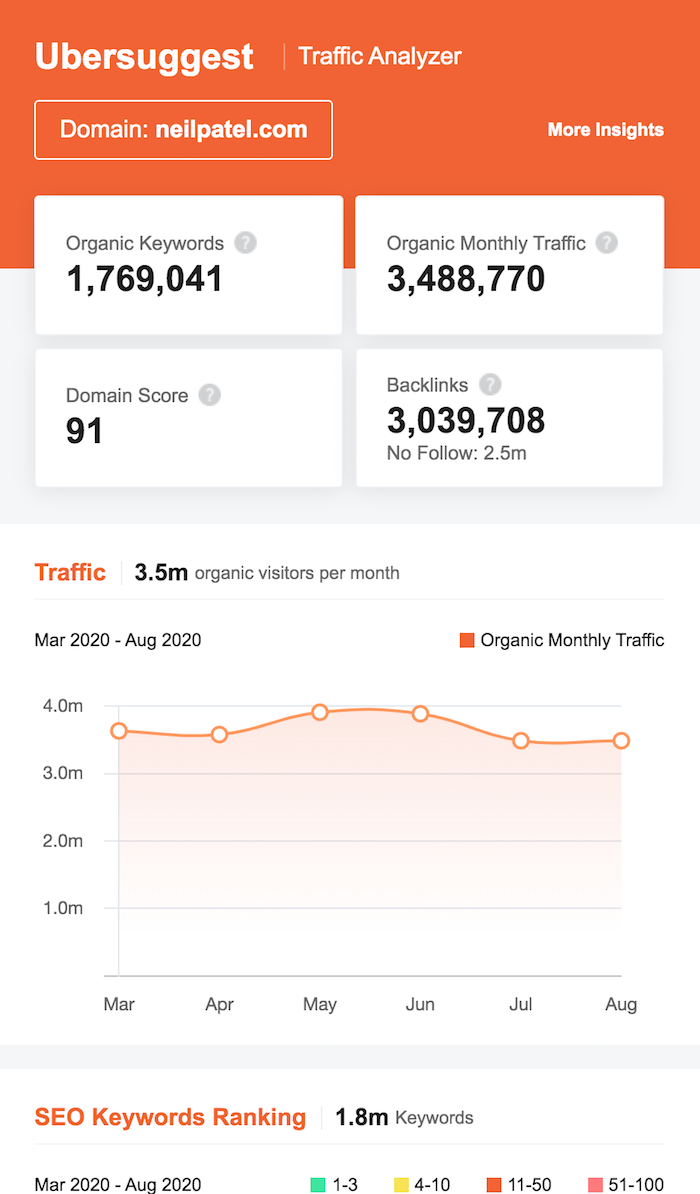 Ubersuggest
Traffic Analyzer
Domain: neilpatel.com
More Insights
Organic Keywords ?
1,769,041
Organic Monthly Traffic ?
3,488,770
Domain Score ?
91
Backlinks ?
3,039,708
No Follow: 2.5m
Traffic
3.5m organic visitors per month
Mar 2020 - Aug 2020
Organic Monthly Traffic
4.0m
3.0m
2.0m
1.0m
Mar Apr May Jun Jul Aug
SEO Keywords Ranking
1.8m Keywords
Mar 2020 - Aug 2020
1-3 4-10 11-50 51-100